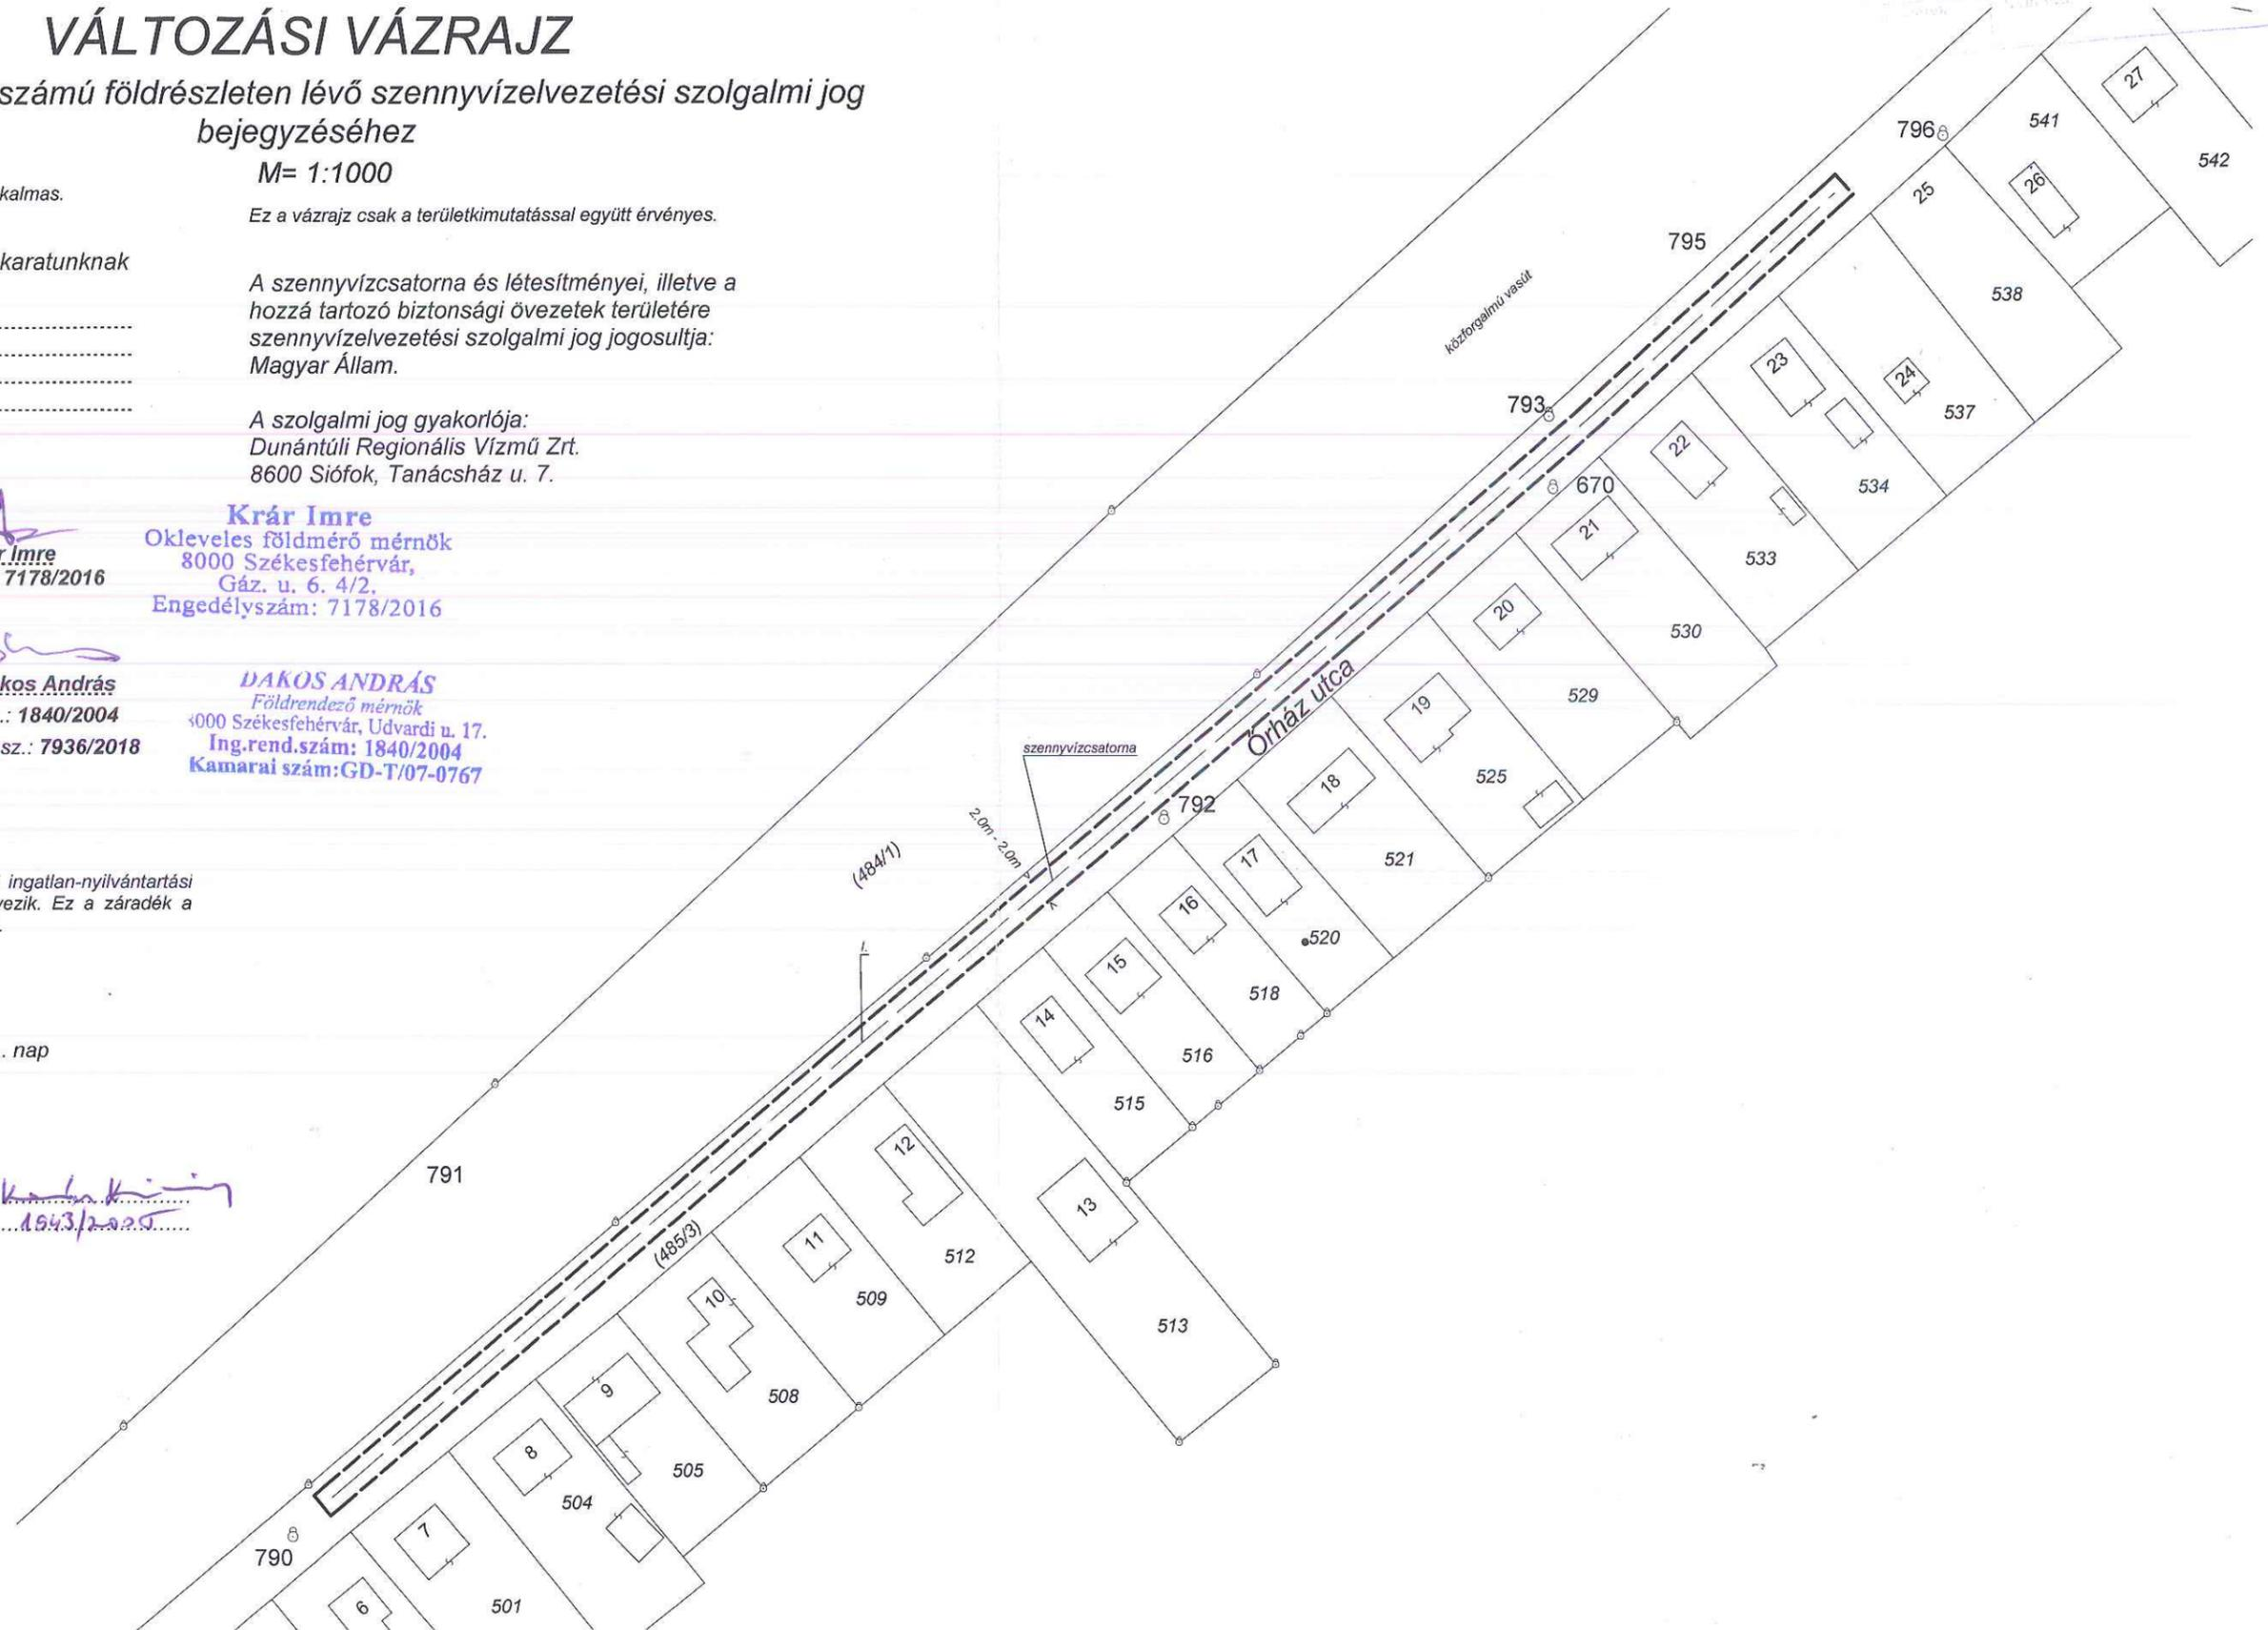 VÁLTOZÁSI VÁZRAJZ
számú földrészleten lévő szennyvízelvezetési szolgalmi jog
bejegyzéséhez
M= 1:1000
kalmas.
Ez a vázrajz csak a területkimutatással együtt érvényes.
karatunknak
A szennyvízcsatorna és létesítményei, illetve a
hozzá tartozó biztonsági övezetek területére
szennyvízelvezetési szolgalmi jog jogosultja:
Magyar Állam.
A szolgalmi jog gyakorlója:
Dunántúli Regionális Vízmű Zrt.
8600 Siófok, Tanácsház u. 7.
Krár Imre
Okleveles földmérő mérnök
8000 Székesfehérvár,
Gáz. u. 6. 4/2.
Engedélyszám: 7178/2016
r Imre
7178/2016
DAKOS ANDRÁS
Földrendező mérnök
8000 Székesfehérvár, Udvardi u. 17.
Ing.rend.szám: 1840/2004
Kamarai szám:GD-T/07-0767
kos András
.: 1840/2004
sz.: 7936/2018
ingatlan-nyilvántartási
vezik. Ez a záradék a
. nap
1543/2005
27
541
542
796
26
25
538
795
közforgalmú vasút
23
24
537
793
22
534
670
21
533
20
530
19
529
Őrház utca
szennyvízcsatorna
18
525
792
2.0m - 2.0m
17
521
(484/1)
16
520
15
518
14
516
515
I.
12
13
791
11
512
(485/3)
509
513
10
508
9
8
505
504
7
790
6
501